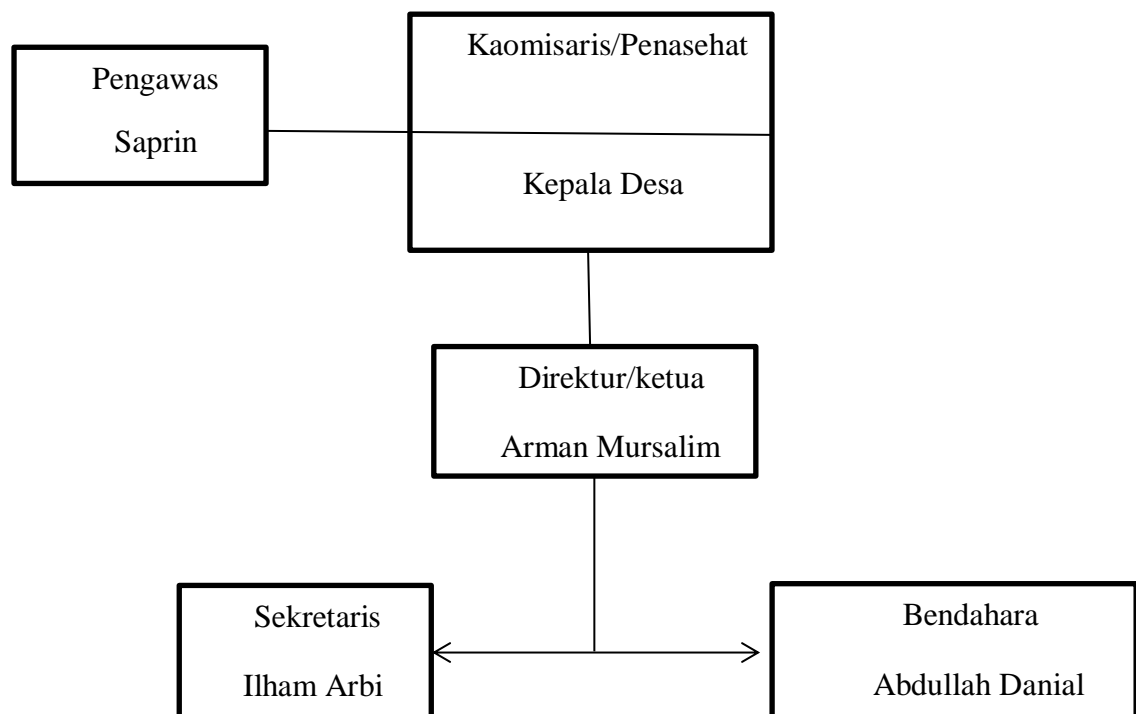 Pengawas
Saprin
Kaomisaris/Penasehat
Kepala Desa
Direktur/ketua
Arman Mursalim
Sekretaris
Ilham Arbi
Bendahara
Abdullah Danial